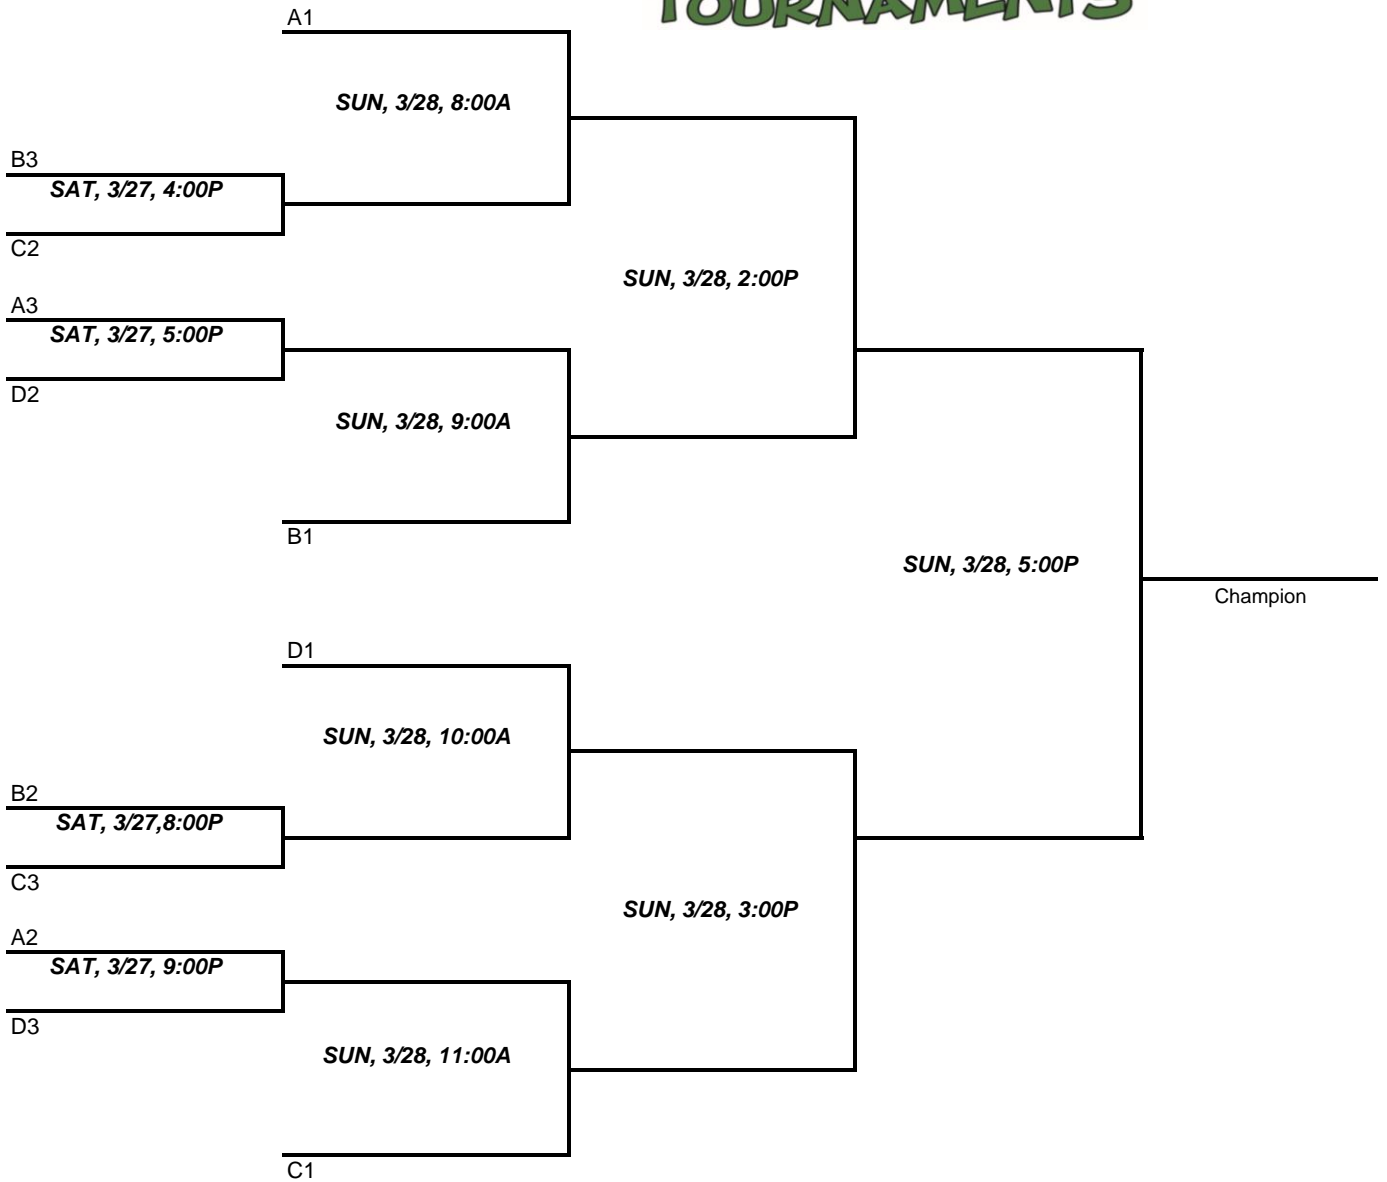 TOURNAMENTS
A1
SUN, 3/28, 8:00A
B3
SAT, 3/27, 4:00P
C2
SUN, 3/28, 2:00P
A3
SAT, 3/27, 5:00P
D2
SUN, 3/28, 9:00A
B1
SUN, 3/28, 5:00P
Champion
D1
SUN, 3/28, 10:00A
B2
SAT, 3/27,8:00P
C3
SUN, 3/28, 3:00P
A2
SAT, 3/27, 9:00P
D3
SUN, 3/28, 11:00A
C1